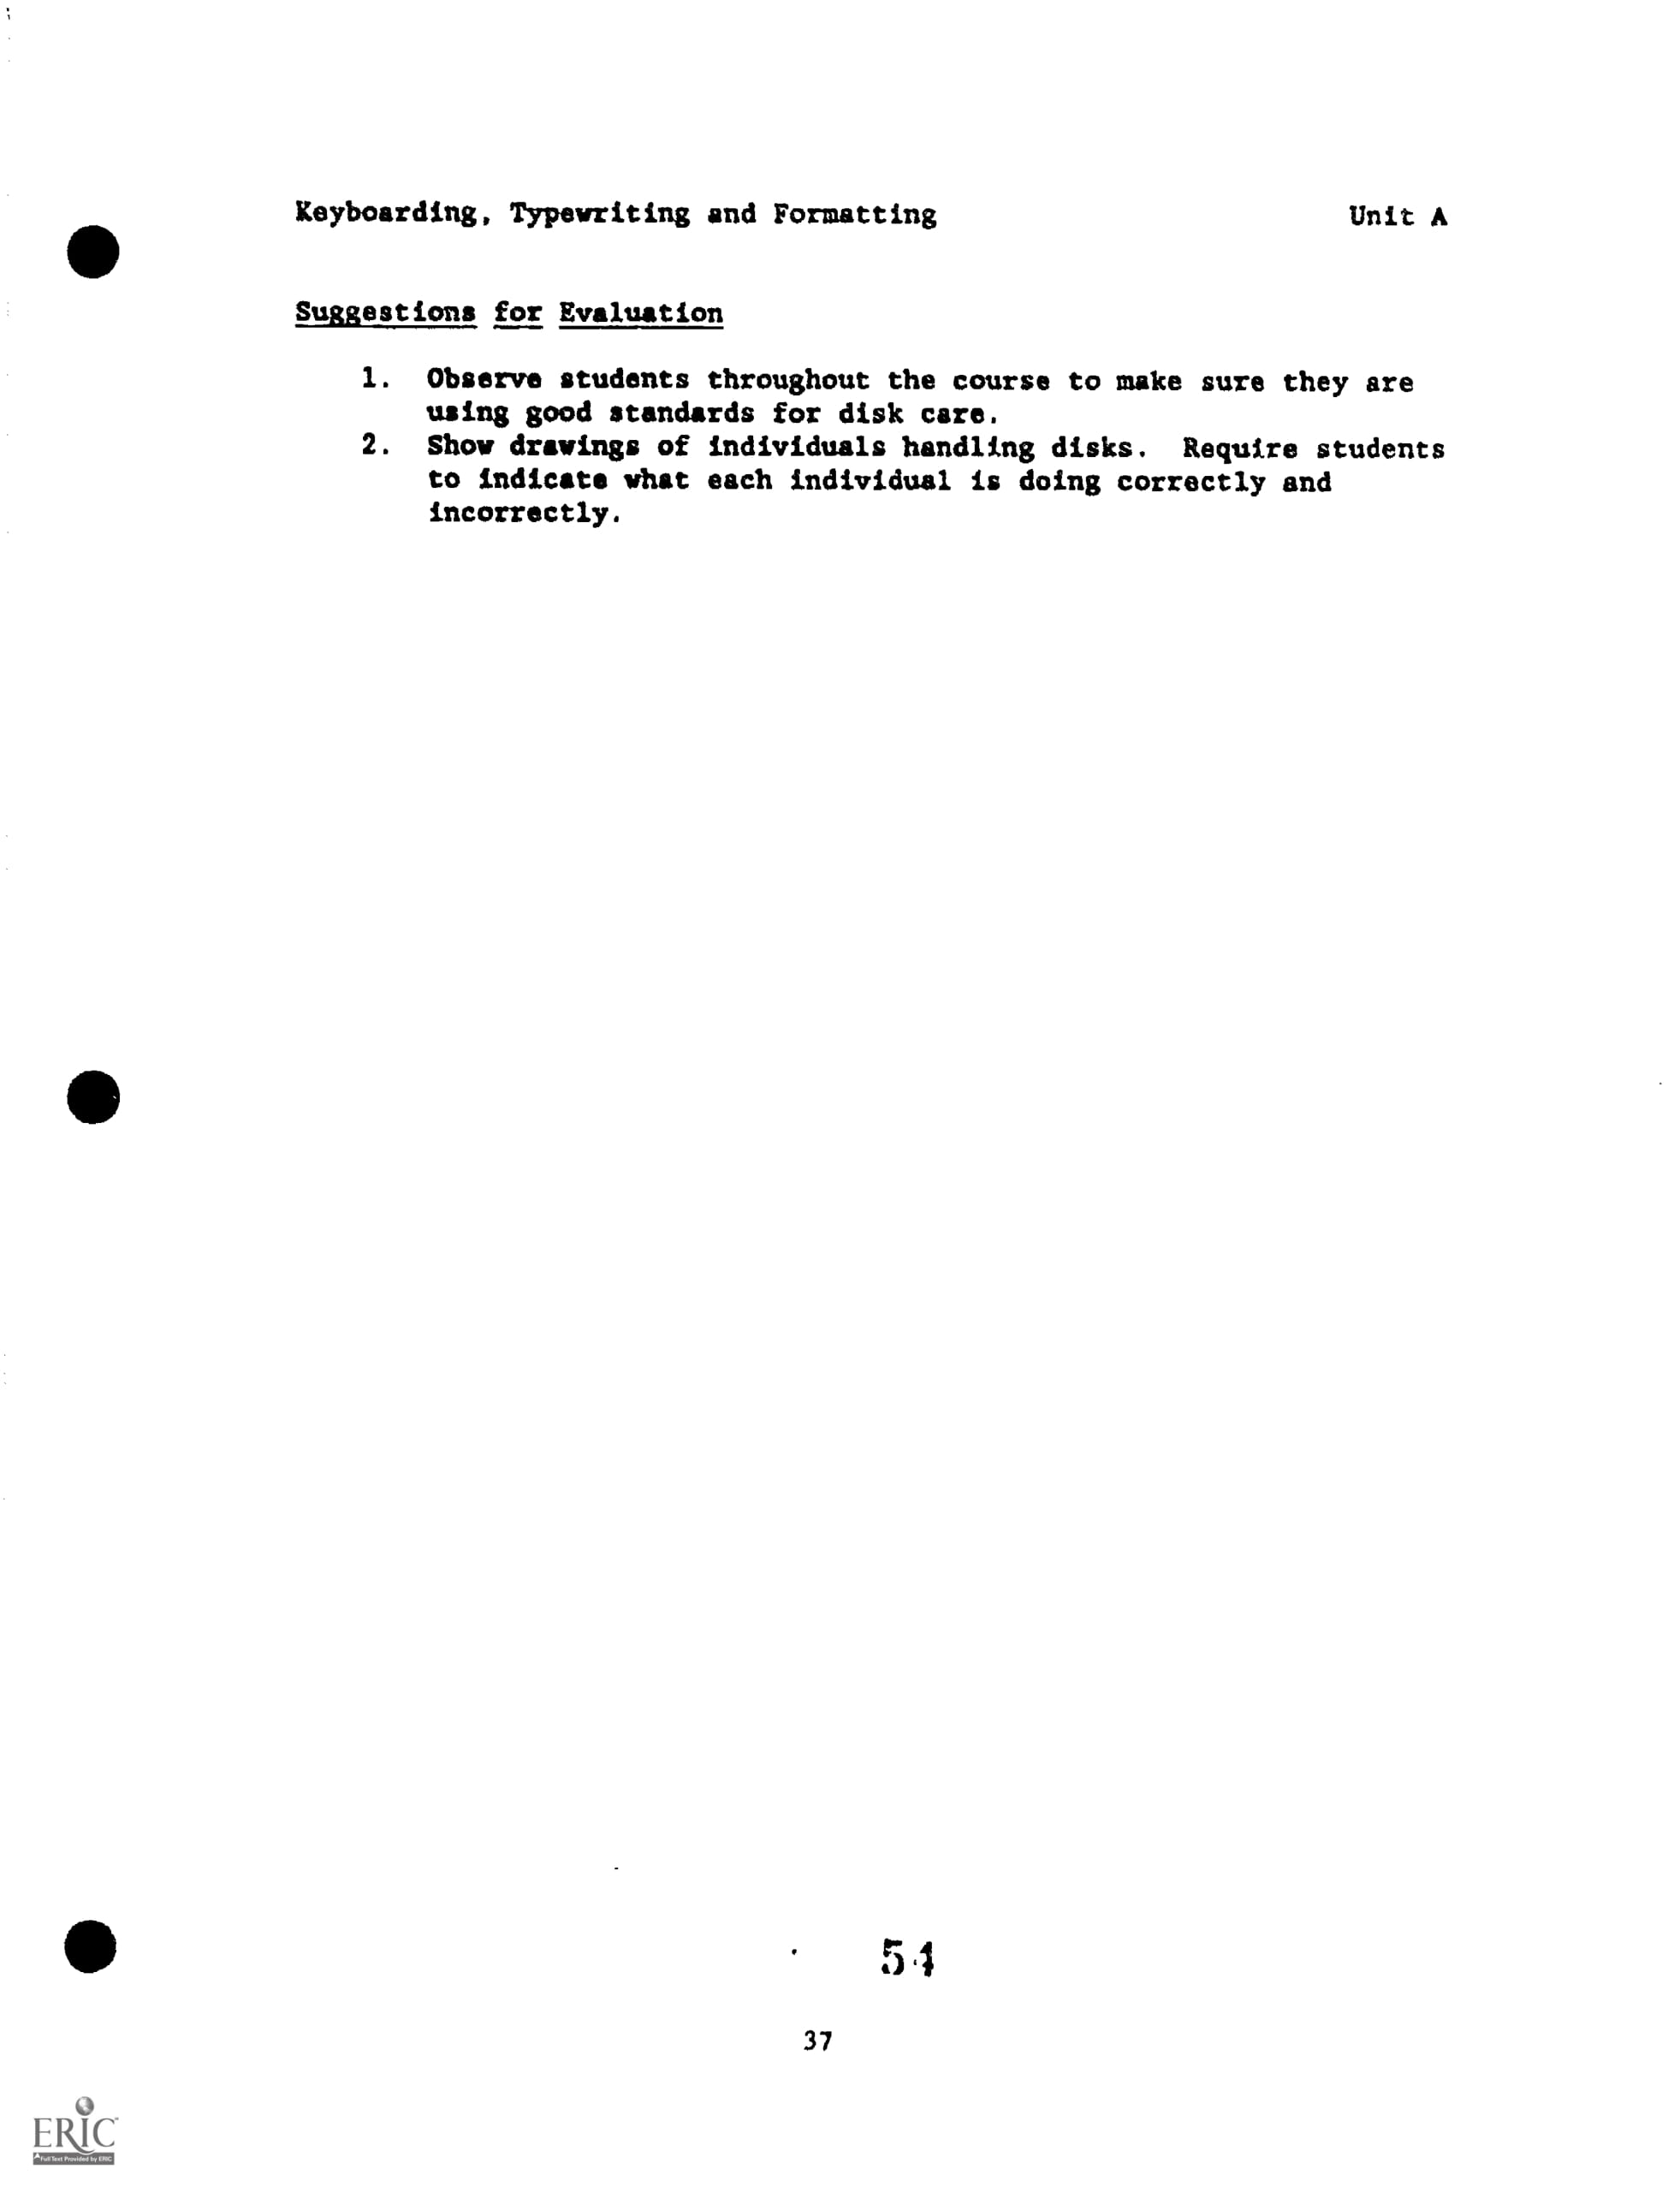 Keyboarding, Typewriting and Formatting Unit A
Suggestions for Evaluation
1. Observe students throughout the course to make sure they are
using good standards for disk care.
2. Show drawings of individuals handling disks. Require students
to indicate what each individual is doing correctly and
incorrectly.
54
37
ERIC
Full Text Provided by ERIC